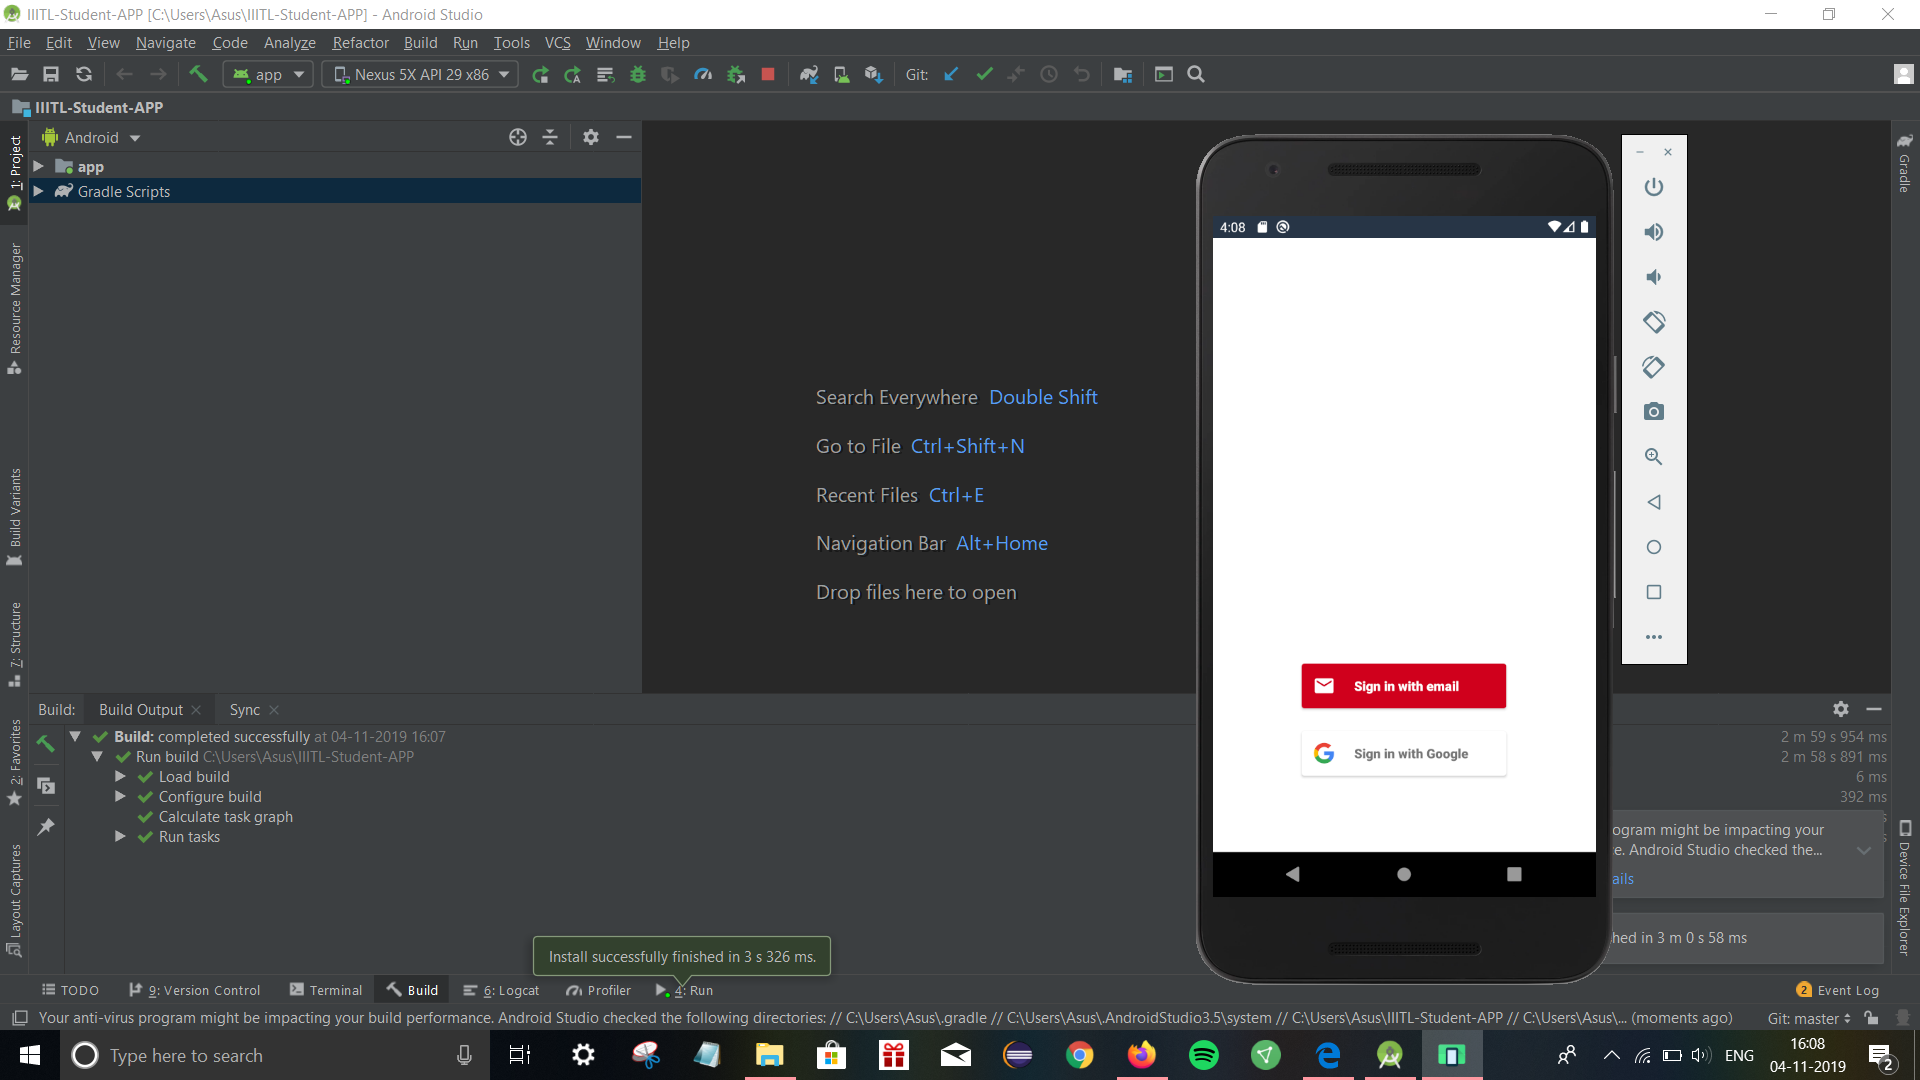 IIITL-Student-APP [C:\Users\Asus\IIITL-Student-APP] - Android Studio
File Edit View Navigate Code Analyze Refactor Build Run Tools VCS Window Help
app Nexus 5X API 29 x86 Git:
IIITL-Student-APP
Android
app
Gradle Scripts
1: Project
Resource Manager
Build Variants
7: Structure
2: Favorites
Layout Captures
Gradle
Device File Explorer
Search Everywhere Double Shift
Go to File Ctrl+Shift+N
Recent Files Ctrl+E
Navigation Bar Alt+Home
Drop files here to open
4:08
Sign in with email
Sign in with Google
Build: Build Output Sync
Build: completed successfully at 04-11-2019 16:07 2 m 59 s 954 ms
Run build C:\Users\Asus\IIITL-Student-APP 2 m 58 s 891 ms
Load build 6 ms
Configure build 392 ms
Calculate task graph
Run tasks
ogram might be impacting your
e. Android Studio checked the...
ails
hed in 3 m 0 s 58 ms
Install successfully finished in 3 s 326 ms.
TODO 9: Version Control Terminal Build 6: Logcat Profiler 4: Run 2 Event Log
Your anti-virus program might be impacting your build performance. Android Studio checked the following directories: // C:\Users\Asus\.gradle // C:\Users\Asus\.AndroidStudio3.5\system // C:\Users\Asus\IIITL-Student-APP // C:\Users\Asus\... (moments ago) Git: master
Type here to search ENG 16:08
04-11-2019 2